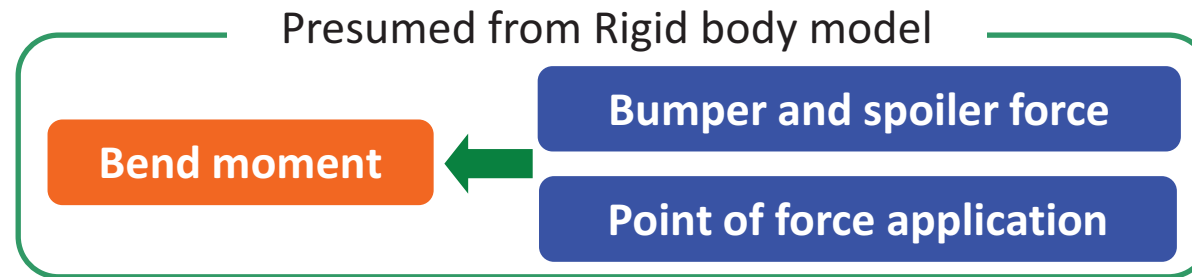 Presumed from Rigid body model
Bumper and spoiler force
Bend moment
Point of force application